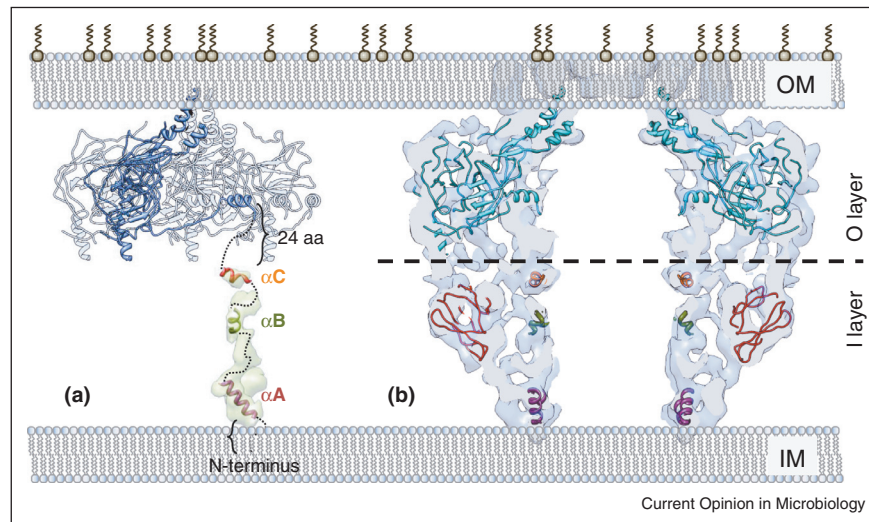 OM
24 aa
O layer
αC
αB
I layer
(a)
(b)
αA
N-terminus
IM
Current Opinion in Microbiology